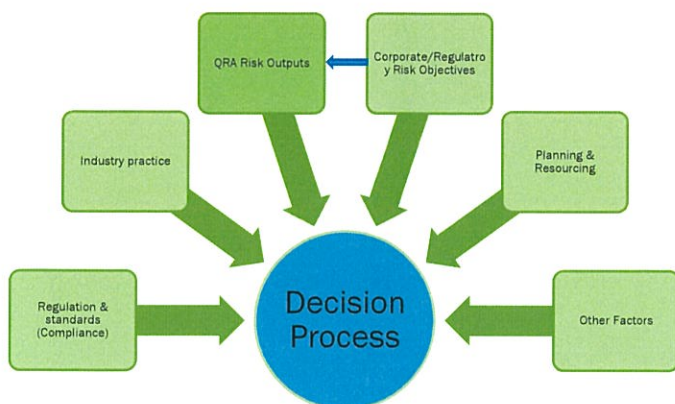 QRA Risk Outputs
Corporate/Regulatro
y Risk Objectives
Industry practice
Planning &
Resourcing
Regulation &
standards
(Compliance)
Decision
Process
Other Factors